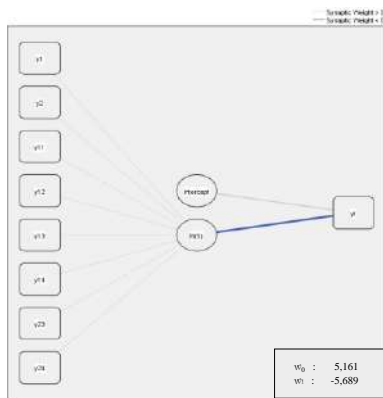 Synaptic Weight >
Synaptic Weight <
y1
y2
y11
y12
Intercept
y13
H(1)
yt
y14
y23
y24
w₀ : 5,161
w₁ : -5,689